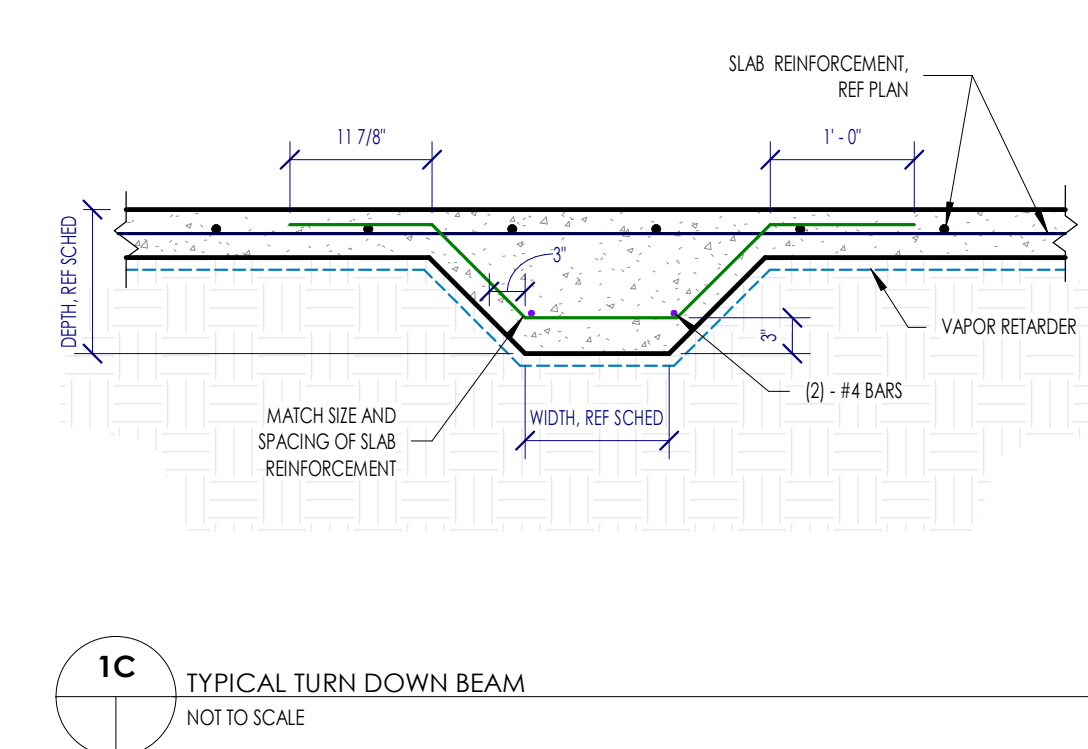 SLAB REINFORCEMENT,
REF PLAN
11 7/8"
1' - 0"
DEPTH, REF SCHED
3"
3"
VAPOR RETARDER
(2) - #4 BARS
MATCH SIZE AND
SPACING OF SLAB
REINFORCEMENT
WIDTH, REF SCHED
1C
TYPICAL TURN DOWN BEAM
NOT TO SCALE